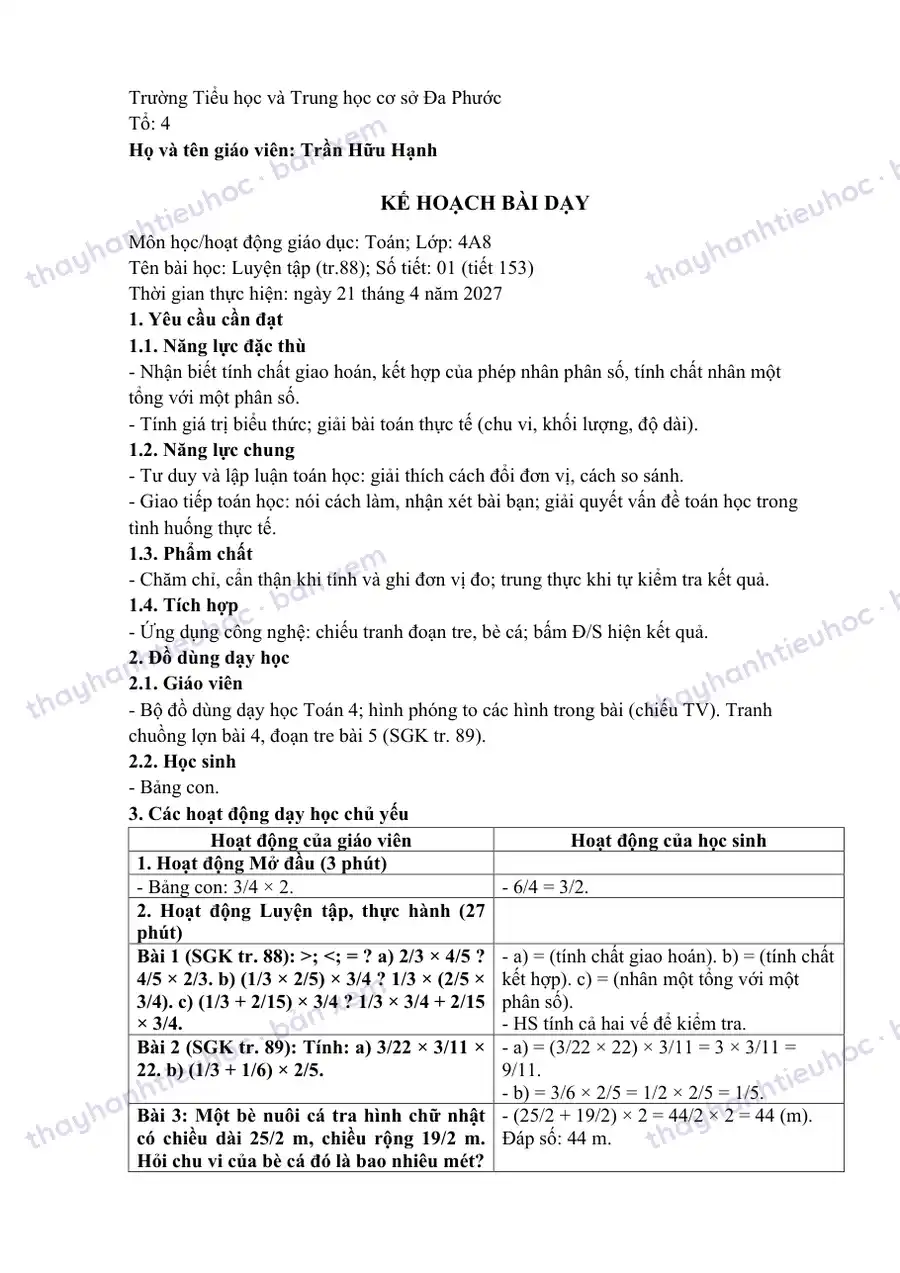 Trường Tiểu học và Trung học cơ sở Đa Phước
Tổ: 4
Họ và tên giáo viên: Trần Hữu Hạnh
KẾ HOẠCH BÀI DẠY
Môn học/hoạt động giáo dục: Toán; Lớp: 4A8
Tên bài học: Luyện tập (tr.88); Số tiết: 01 (tiết 153)
Thời gian thực hiện: ngày 21 tháng 4 năm 2027
1. Yêu cầu cần đạt
1.1. Năng lực đặc thù
- Nhận biết tính chất giao hoán, kết hợp của phép nhân phân số, tính chất nhân một
tổng với một phân số.
- Tính giá trị biểu thức; giải bài toán thực tế (chu vi, khối lượng, độ dài).
1.2. Năng lực chung
- Tư duy và lập luận toán học: giải thích cách đổi đơn vị, cách so sánh.
- Giao tiếp toán học: nói cách làm, nhận xét bài bạn; giải quyết vấn đề toán học trong
tình huống thực tế.
1.3. Phẩm chất
- Chăm chỉ, cẩn thận khi tính và ghi đơn vị đo; trung thực khi tự kiểm tra kết quả.
1.4. Tích hợp
- Ứng dụng công nghệ: chiếu tranh đoạn tre, bè cá; bấm Đ/S hiện kết quả.
2. Đồ dùng dạy học
2.1. Giáo viên
- Bộ đồ dùng dạy học Toán 4; hình phóng to các hình trong bài (chiếu TV). Tranh
chuồng lợn bài 4, đoạn tre bài 5 (SGK tr. 89).
2.2. Học sinh
- Bảng con.
3. Các hoạt động dạy học chủ yếu
Hoạt động của giáo viên
Hoạt động của học sinh
1. Hoạt động Mở đầu (3 phút)
- Bảng con: 3/4 × 2.
- 6/4 = 3/2.
2. Hoạt động Luyện tập, thực hành (27
phút)
Bài 1 (SGK tr. 88): >; <; = ? a) 2/3 × 4/5 ?
4/5 × 2/3. b) (1/3 × 2/5) × 3/4 ? 1/3 × (2/5 ×
3/4). c) (1/3 + 2/15) × 3/4 ? 1/3 × 3/4 + 2/15
× 3/4.
- a) = (tính chất giao hoán). b) = (tính chất
kết hợp). c) = (nhân một tổng với một
phân số).
- HS tính cả hai vế để kiểm tra.
Bài 2 (SGK tr. 89): Tính: a) 3/22 × 3/11 ×
22. b) (1/3 + 1/6) × 2/5.
- a) = (3/22 × 22) × 3/11 = 3 × 3/11 =
9/11.
- b) = 3/6 × 2/5 = 1/2 × 2/5 = 1/5.
Bài 3: Một bè nuôi cá tra hình chữ nhật
có chiều dài 25/2 m, chiều rộng 19/2 m.
Hỏi chu vi của bè cá đó là bao nhiêu mét?
- (25/2 + 19/2) × 2 = 44/2 × 2 = 44 (m).
Đáp số: 44 m.
thayhanhtieuhoc · bản xem
thayhanhtieuhoc · b
thayhanhtieuhoc · bản xem
thayhanhtieuhoc · b
thayhanhtieuhoc · bản xem
thayhanhtieuhoc · b